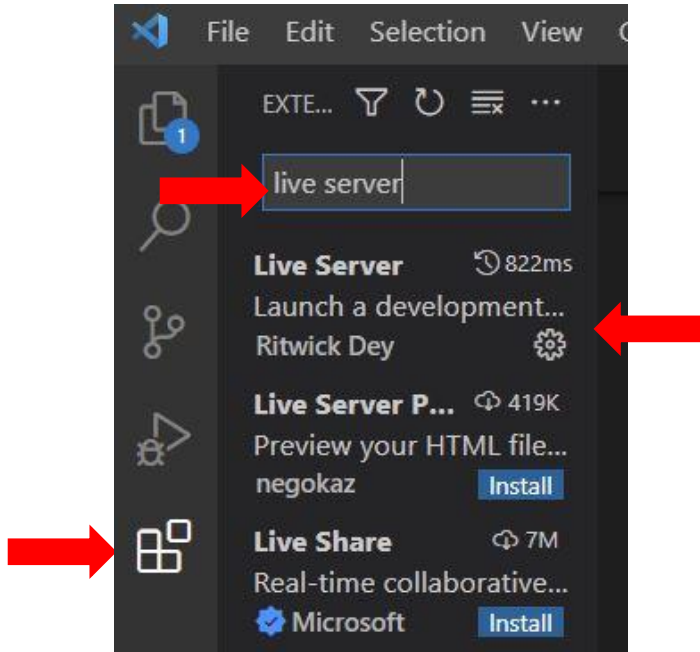 File Edit Selection View
1
EXTE... ...
live server
Live Server 822ms
Launch a development...
Ritwick Dey
Live Server P... 419K
Preview your HTML file...
negokaz Install
Live Share 7M
Real-time collaborative...
Microsoft Install